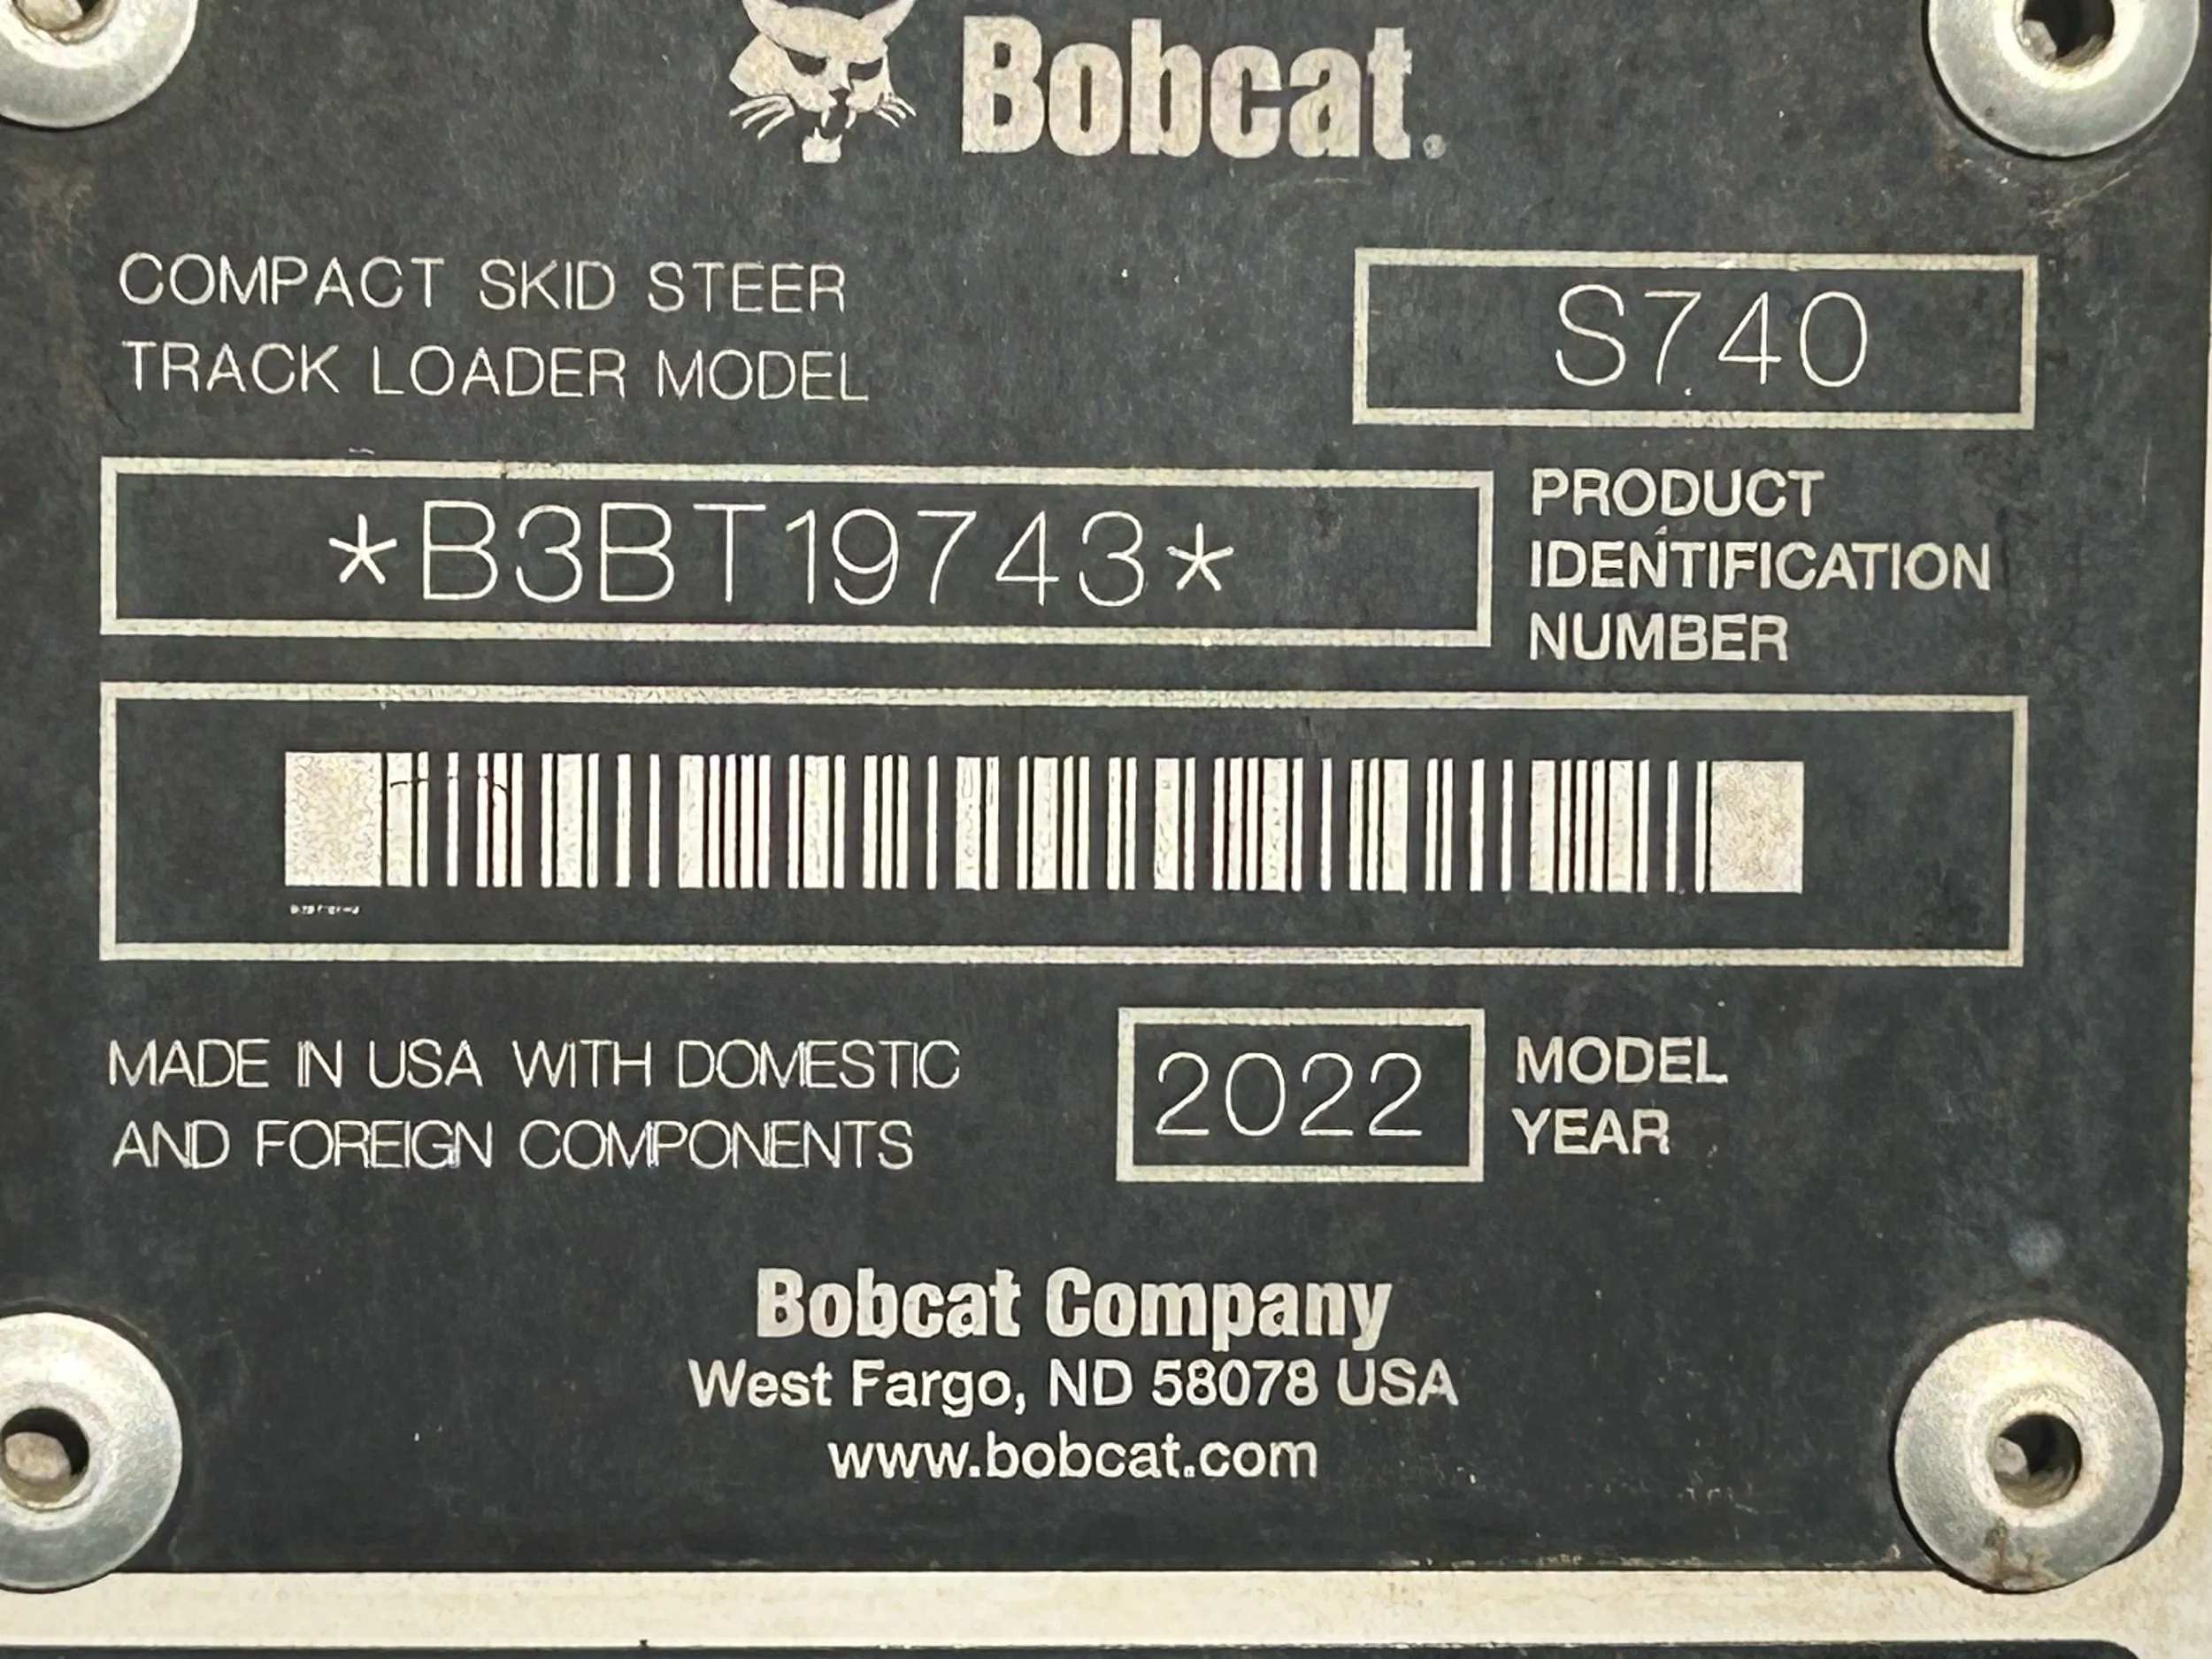 Bobcat.
COMPACT SKID STEER
TRACK LOADER MODEL
S740
*B3BT19743*
PRODUCT
IDENTIFICATION
NUMBER
MADE IN USA WITH DOMESTIC
AND FOREIGN COMPONENTS
2022
MODEL
YEAR
Bobcat Company
West Fargo, ND 58078 USA
www.bobcat.com